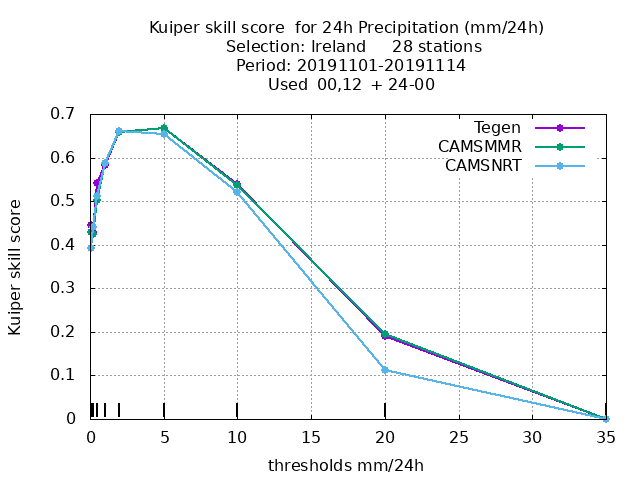 Kuiper skill score  for 24h Precipitation (mm/24h)
Selection: Ireland     28 stations
Period: 20191101-20191114
Used  00,12  + 24-00
Tegen
CAMSMMR
CAMSNRT
Kuiper skill score
0.7
0.6
0.5
0.4
0.3
0.2
0.1
0
0 5 10 15 20 25 30 35
thresholds mm/24h